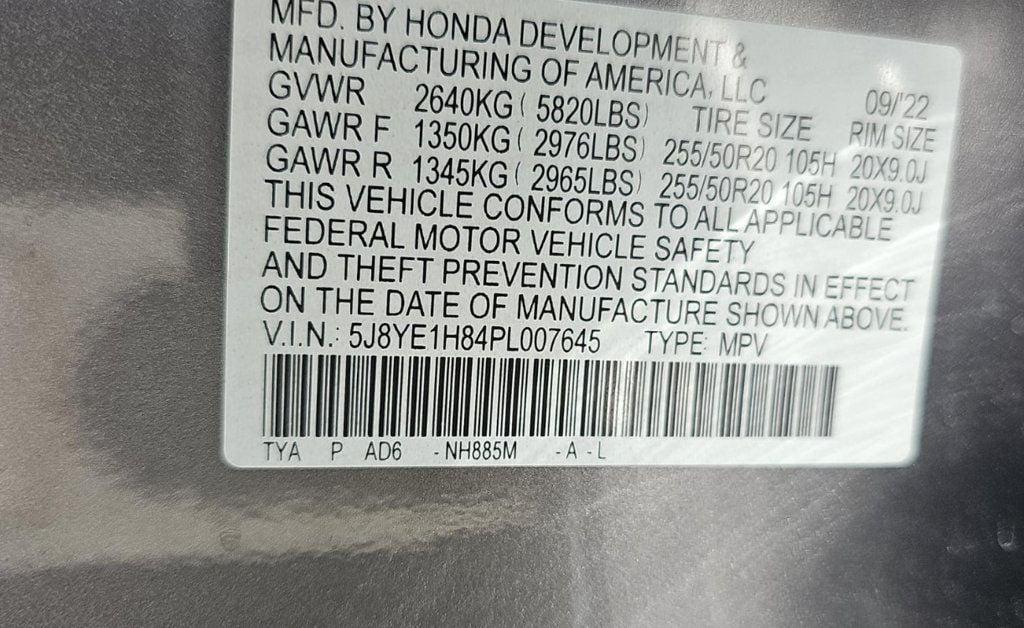 MFD. BY HONDA DEVELOPMENT &
MANUFACTURING OF AMERICA, LLC 09/'22
GVWR 2640KG ( 5820LBS) TIRE SIZE RIM SIZE
GAWR F 1350KG ( 2976LBS) 255/50R20 105H 20X9.0J
GAWR R 1345KG ( 2965LBS) 255/50R20 105H 20X9.0J
THIS VEHICLE CONFORMS TO ALL APPLICABLE
FEDERAL MOTOR VEHICLE SAFETY
AND THEFT PREVENTION STANDARDS IN EFFECT
ON THE DATE OF MANUFACTURE SHOWN ABOVE.
V.I.N.: 5J8YE1H84PL007645 TYPE: MPV
TYA P AD6 -NH885M -A -L